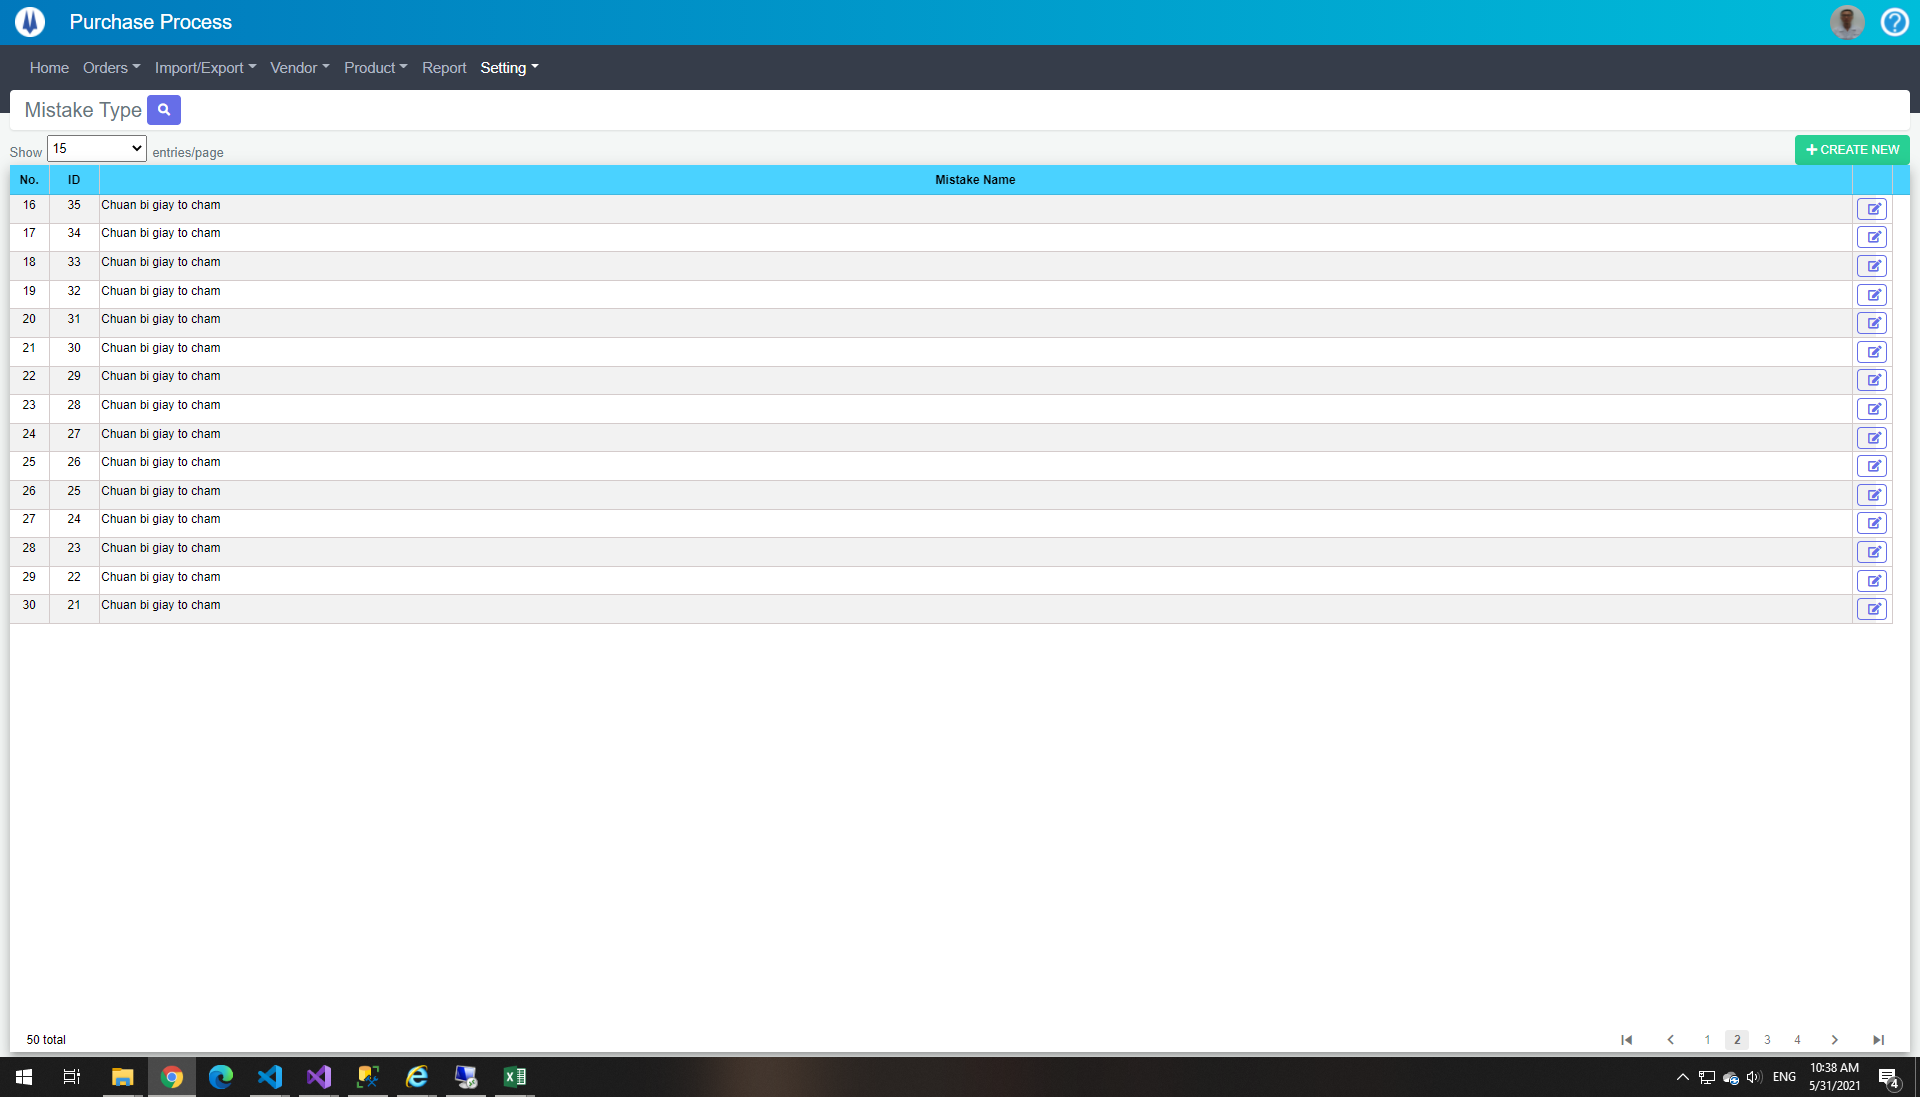 Purchase Process
Home Orders Import/Export Vendor Product Report Setting
Mistake Type
Show 15 entries/page
CREATE NEW
No. ID Mistake Name
16 35 Chuan bi giay to cham
17 34 Chuan bi giay to cham
18 33 Chuan bi giay to cham
19 32 Chuan bi giay to cham
20 31 Chuan bi giay to cham
21 30 Chuan bi giay to cham
22 29 Chuan bi giay to cham
23 28 Chuan bi giay to cham
24 27 Chuan bi giay to cham
25 26 Chuan bi giay to cham
26 25 Chuan bi giay to cham
27 24 Chuan bi giay to cham
28 23 Chuan bi giay to cham
29 22 Chuan bi giay to cham
30 21 Chuan bi giay to cham
50 total
1 2 3 4
ENG
10:38 AM
5/31/2021
4